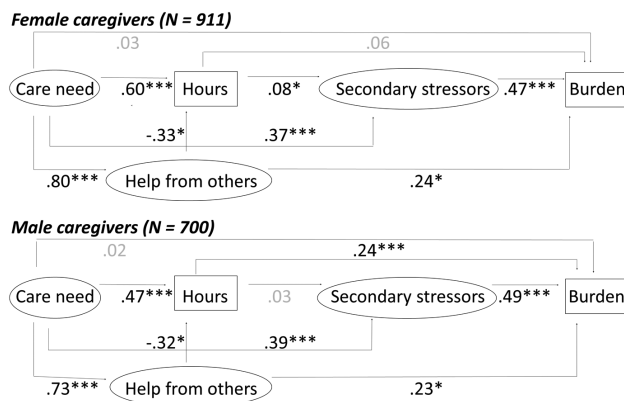 Female caregivers (N = 911)
.03 .06
Care need .60*** Hours .08* Secondary stressors .47*** Burden
-.33* .37***
.80*** Help from others .24*
Male caregivers (N = 700)
.02 .24***
Care need .47*** Hours .03 Secondary stressors .49*** Burden
-.32* .39***
.73*** Help from others .23*